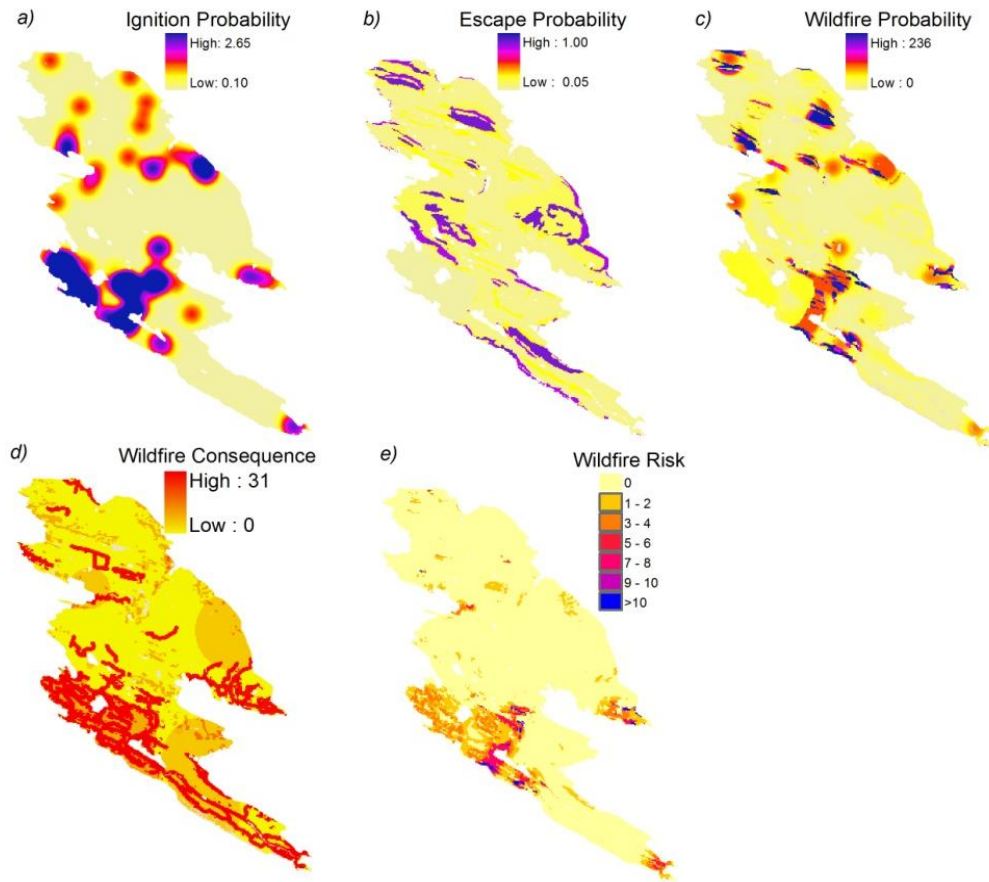 a) Ignition Probability
High: 2.65
Low: 0.10
b) Escape Probability
High : 1.00
Low : 0.05
c) Wildfire Probability
High : 236
Low : 0
d) Wildfire Consequence
High : 31
Low : 0
e) Wildfire Risk
0
1 - 2
3 - 4
5 - 6
7 - 8
9 - 10
>10